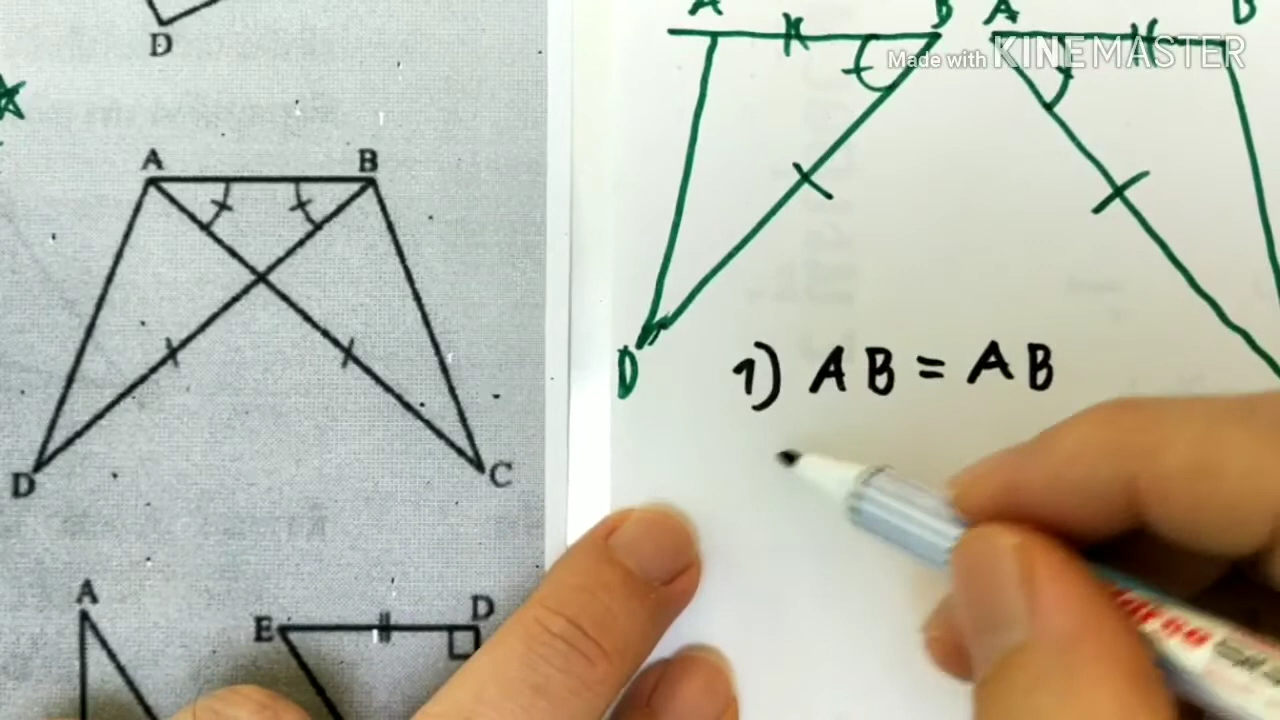 D
A B A B
Made with KINEMASTER
A B
D C
D
1) AB = AB
A
E D